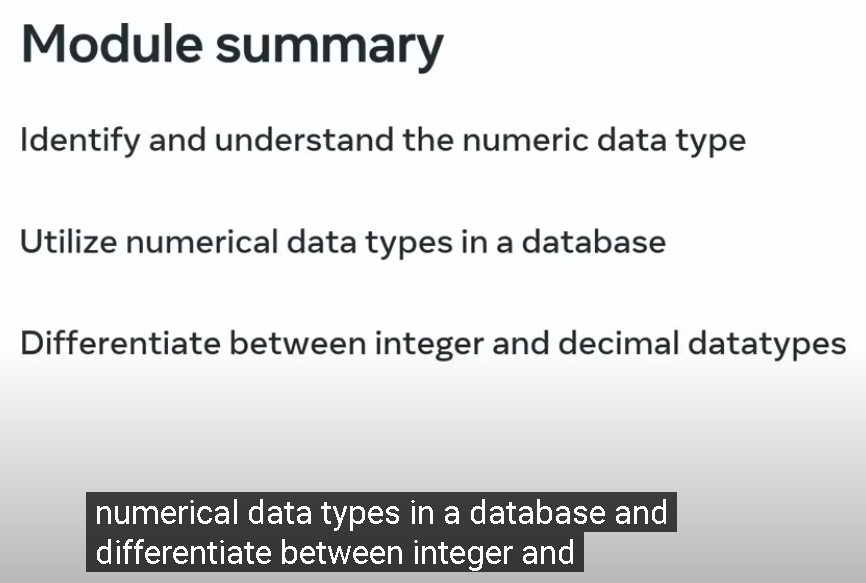 Module summary
Identify and understand the numeric data type
Utilize numerical data types in a database
Differentiate between integer and decimal datatypes
numerical data types in a database and
differentiate between integer and